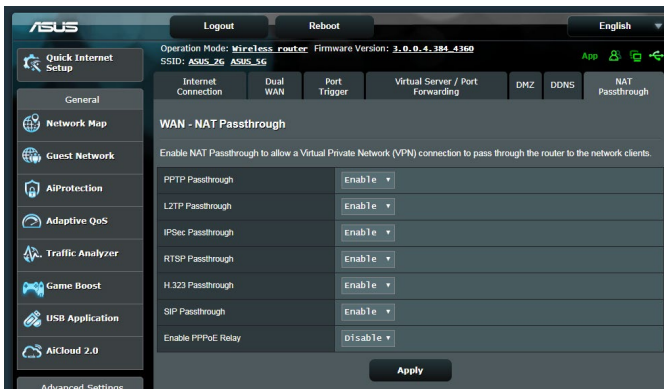 ASUS
Logout
Reboot
English
Quick Internet
Setup
Operation Mode: Wireless router Firmware Version: 3.0.0.4.384_4360
SSID: ASUS_2G ASUS_5G
App
Internet
Connection
Dual
WAN
Port
Trigger
Virtual Server / Port
Forwarding
DMZ
DDNS
NAT
Passthrough
General
Network Map
Guest Network
AiProtection
Adaptive QoS
Traffic Analyzer
Game Boost
USB Application
AiCloud 2.0
Advanced Settings
WAN - NAT Passthrough
Enable NAT Passthrough to allow a Virtual Private Network (VPN) connection to pass through the router to the network clients.
PPTP Passthrough Enable
L2TP Passthrough Enable
IPSec Passthrough Enable
RTSP Passthrough Enable
H.323 Passthrough Enable
SIP Passthrough Enable
Enable PPPoE Relay Disable
Apply